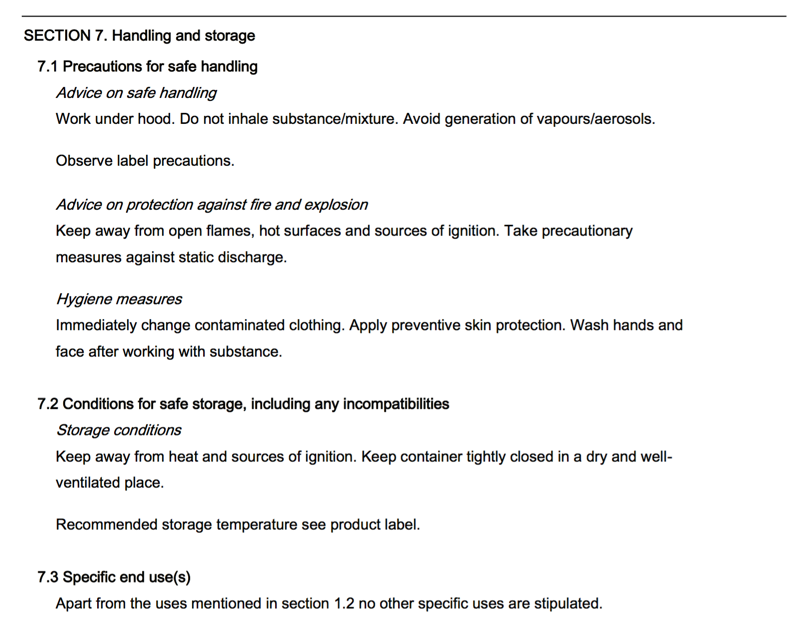 SECTION 7. Handling and storage
7.1 Precautions for safe handling
Advice on safe handling
Work under hood. Do not inhale substance/mixture. Avoid generation of vapours/aerosols.
Observe label precautions.
Advice on protection against fire and explosion
Keep away from open flames, hot surfaces and sources of ignition. Take precautionary
measures against static discharge.
Hygiene measures
Immediately change contaminated clothing. Apply preventive skin protection. Wash hands and
face after working with substance.
7.2 Conditions for safe storage, including any incompatibilities
Storage conditions
Keep away from heat and sources of ignition. Keep container tightly closed in a dry and well-
ventilated place.
Recommended storage temperature see product label.
7.3 Specific end use(s)
Apart from the uses mentioned in section 1.2 no other specific uses are stipulated.